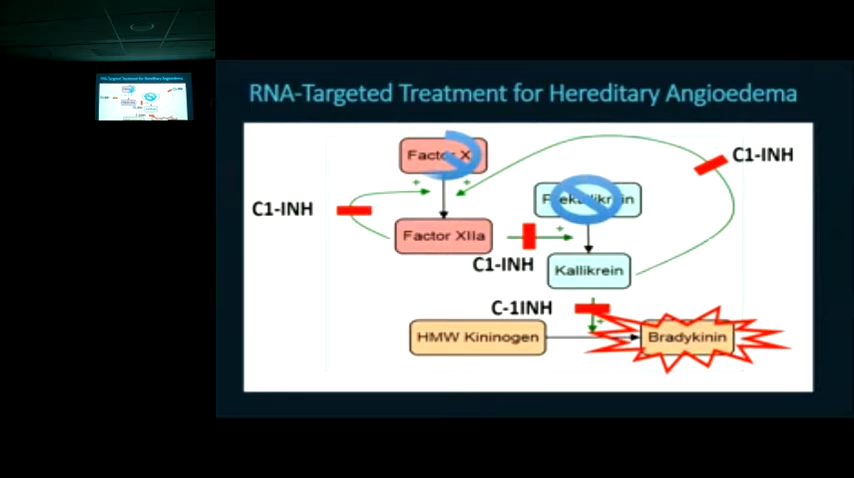 RNA-Targeted Treatment for Hereditary Angioedema
Factor X
C1-INH
C1-INH
Factor XIIa
C1-INH
Kallikrein
C-1INH
HMW Kininogen
Bradykinin